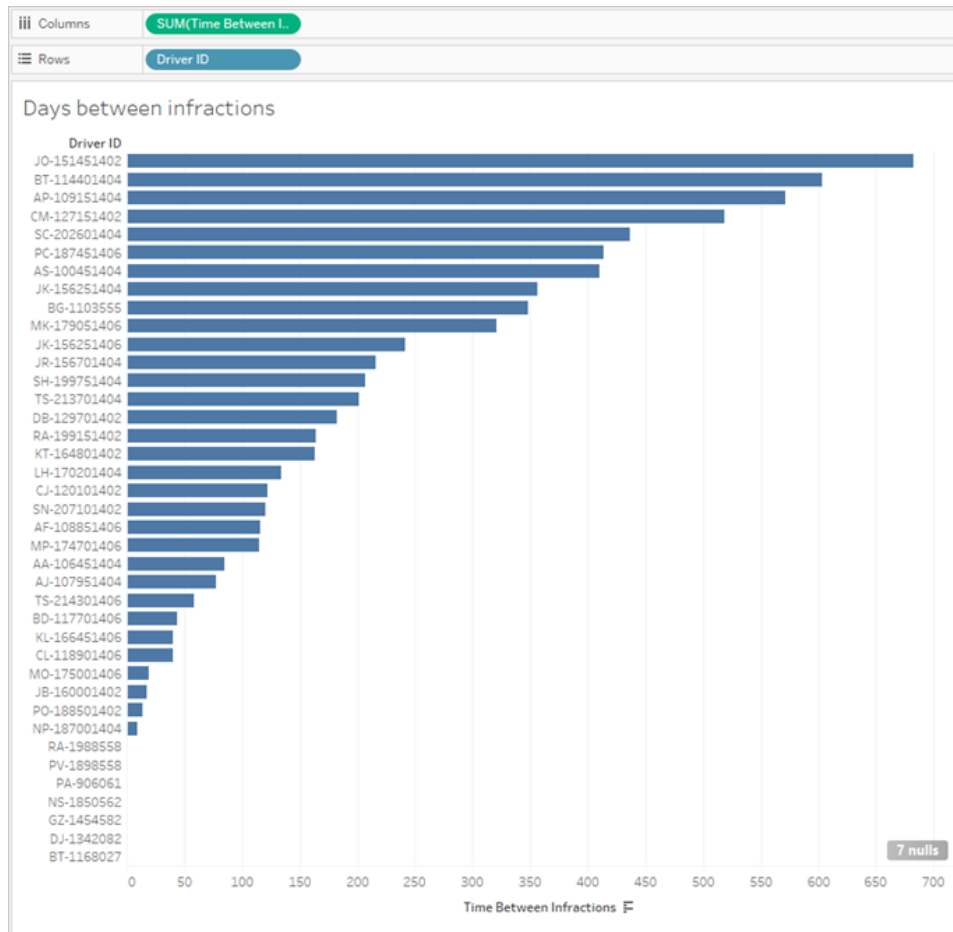 Columns SUM(Time Between I..
Rows Driver ID
Days between infractions
Driver ID
JO-151451402
BT-114401404
AP-109151404
CM-127151402
SC-202601404
PC-187451406
AS-100451404
JK-156251404
BG-1103555
MK-179051406
JK-156251406
JR-156701404
SH-199751404
TS-213701404
DB-129701402
RA-199151402
KT-164801402
LH-170201404
CJ-120101402
SN-207101402
AF-108851406
MP-174701406
AA-106451404
AJ-107951404
TS-214301406
BD-117701406
KL-166451406
CL-118901406
MO-175001406
JB-160001402
PO-188501402
NP-187001404
RA-1988558
PV-1898558
PA-906061
NS-1850562
GZ-1454582
DJ-1342082
BT-1168027
7 nulls
0 50 100 150 200 250 300 350 400 450 500 550 600 650 700
Time Between Infractions